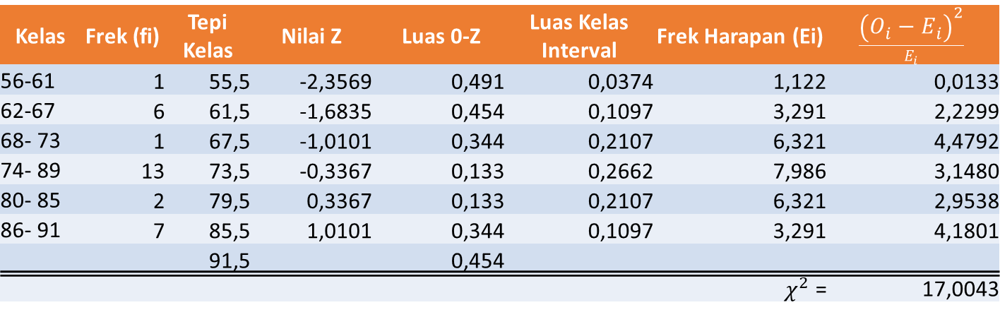 Kelas Frek (fi) Tepi Kelas Nilai Z Luas 0-Z Luas Kelas Interval Frek Harapan (Ei) (O_i − E_i)^2 / E_i
56-61 1 55,5 -2,3569 0,491 0,0374 1,122 0,0133
62-67 6 61,5 -1,6835 0,454 0,1097 3,291 2,2299
68- 73 1 67,5 -1,0101 0,344 0,2107 6,321 4,4792
74- 89 13 73,5 -0,3367 0,133 0,2662 7,986 3,1480
80- 85 2 79,5 0,3367 0,133 0,2107 6,321 2,9538
86- 91 7 85,5 1,0101 0,344 0,1097 3,291 4,1801
91,5 0,454
χ² = 17,0043